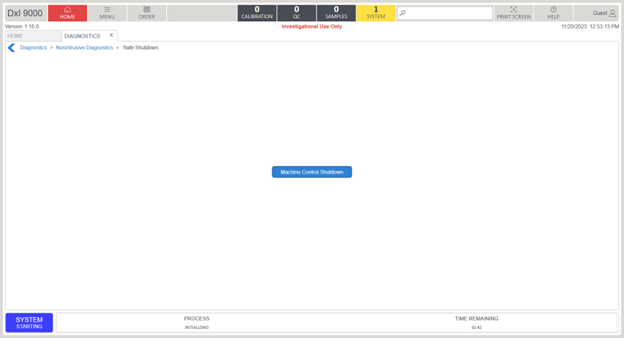 DxI 9000
HOME
MENU
ORDER
0
CALIBRATION
0
QC
0
SAMPLES
1
SYSTEM
PRINT SCREEN
HELP
Guest
Version: 1.16.0
Investigational Use Only
11/20/2023 12:53:13 PM
HOME
DIAGNOSTICS X
Diagnostics > Nonintrusive Diagnostics > Safe Shutdown
Machine Control Shutdown
SYSTEM
STARTING
PROCESS
INITIALIZING
TIME REMAINING
02:42